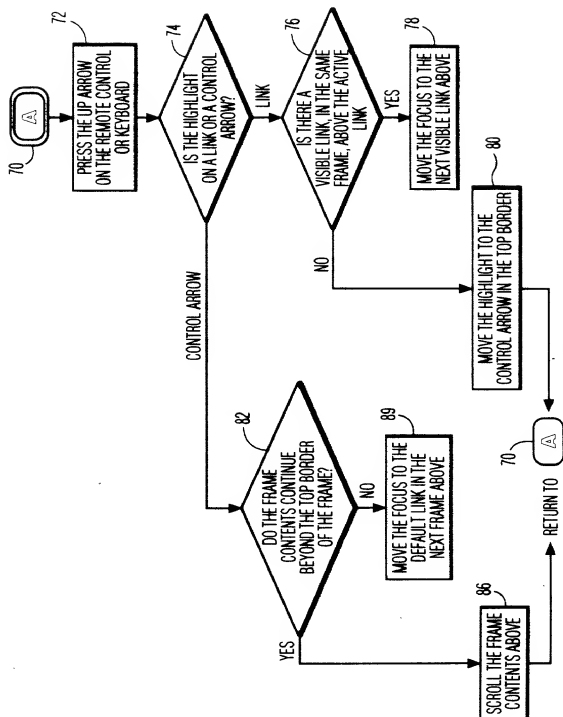 A
70
72
PRESS THE UP ARROW
ON THE REMOTE CONTROL
OR KEYBOARD
74
IS THE HIGHLIGHT
ON A LINK OR A CONTROL
ARROW?
LINK
CONTROL ARROW
76
IS THERE A
VISIBLE LINK, IN THE SAME
FRAME, ABOVE THE ACTIVE
LINK
YES
NO
78
MOVE THE FOCUS TO THE
NEXT VISIBLE LINK ABOVE
80
MOVE THE HIGHLIGHT TO THE
CONTROL ARROW IN THE TOP BORDER
82
DO THE FRAME
CONTENTS CONTINUE
BEYOND THE TOP BORDER
OF THE FRAME?
NO
YES
89
MOVE THE FOCUS TO THE
DEFAULT LINK IN THE
NEXT FRAME ABOVE
86
SCROLL THE FRAME
CONTENTS ABOVE
RETURN TO
A
70